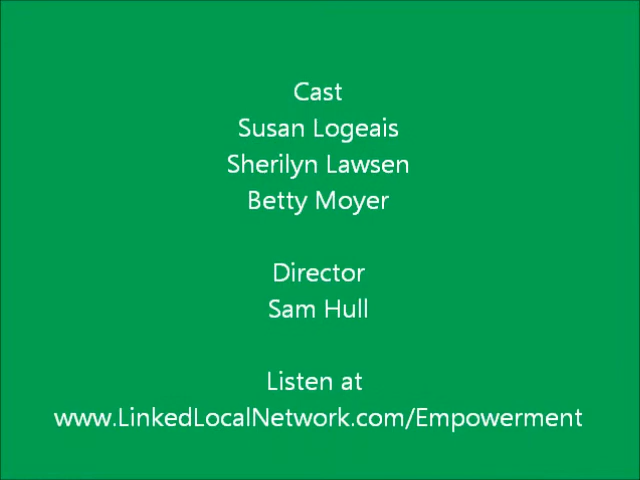 Cast
Susan Logeais
Sherilyn Lawsen
Betty Moyer
Director
Sam Hull
Listen at
www.LinkedLocalNetwork.com/Empowerment